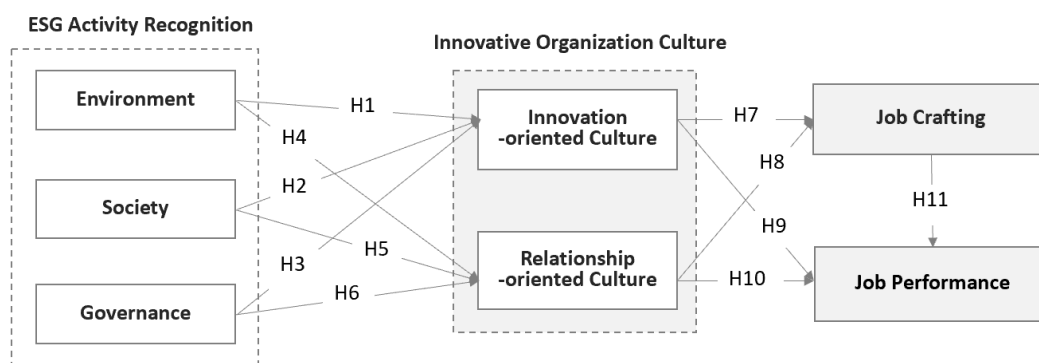 ESG Activity Recognition
Innovative Organization Culture
Environment
H1
Innovation
-oriented Culture
H7
Job Crafting
H4
H2
H8
Society
H11
H5
H9
H3
Relationship
-oriented Culture
H6
H10
Job Performance
Governance